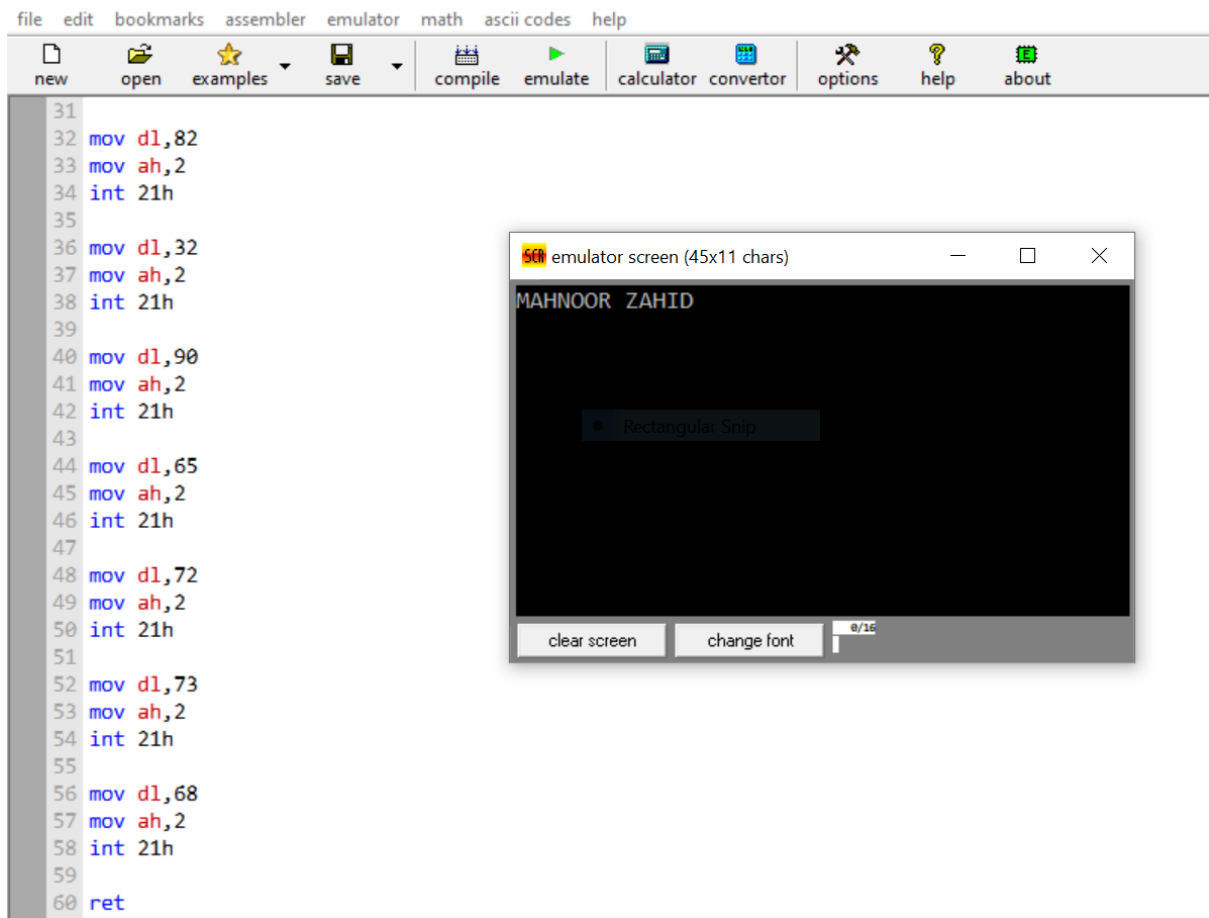 file edit bookmarks assembler emulator math ascii codes help
new open examples save compile emulate calculator convertor options help about
31
32 mov dl,82
33 mov ah,2
34 int 21h
35
36 mov dl,32
37 mov ah,2
38 int 21h
39
40 mov dl,90
41 mov ah,2
42 int 21h
43
44 mov dl,65
45 mov ah,2
46 int 21h
47
48 mov dl,72
49 mov ah,2
50 int 21h
51
52 mov dl,73
53 mov ah,2
54 int 21h
55
56 mov dl,68
57 mov ah,2
58 int 21h
59
60 ret
SCR emulator screen (45x11 chars)
MAHNOOR ZAHID
Rectangular Snip
clear screen change font 0/16